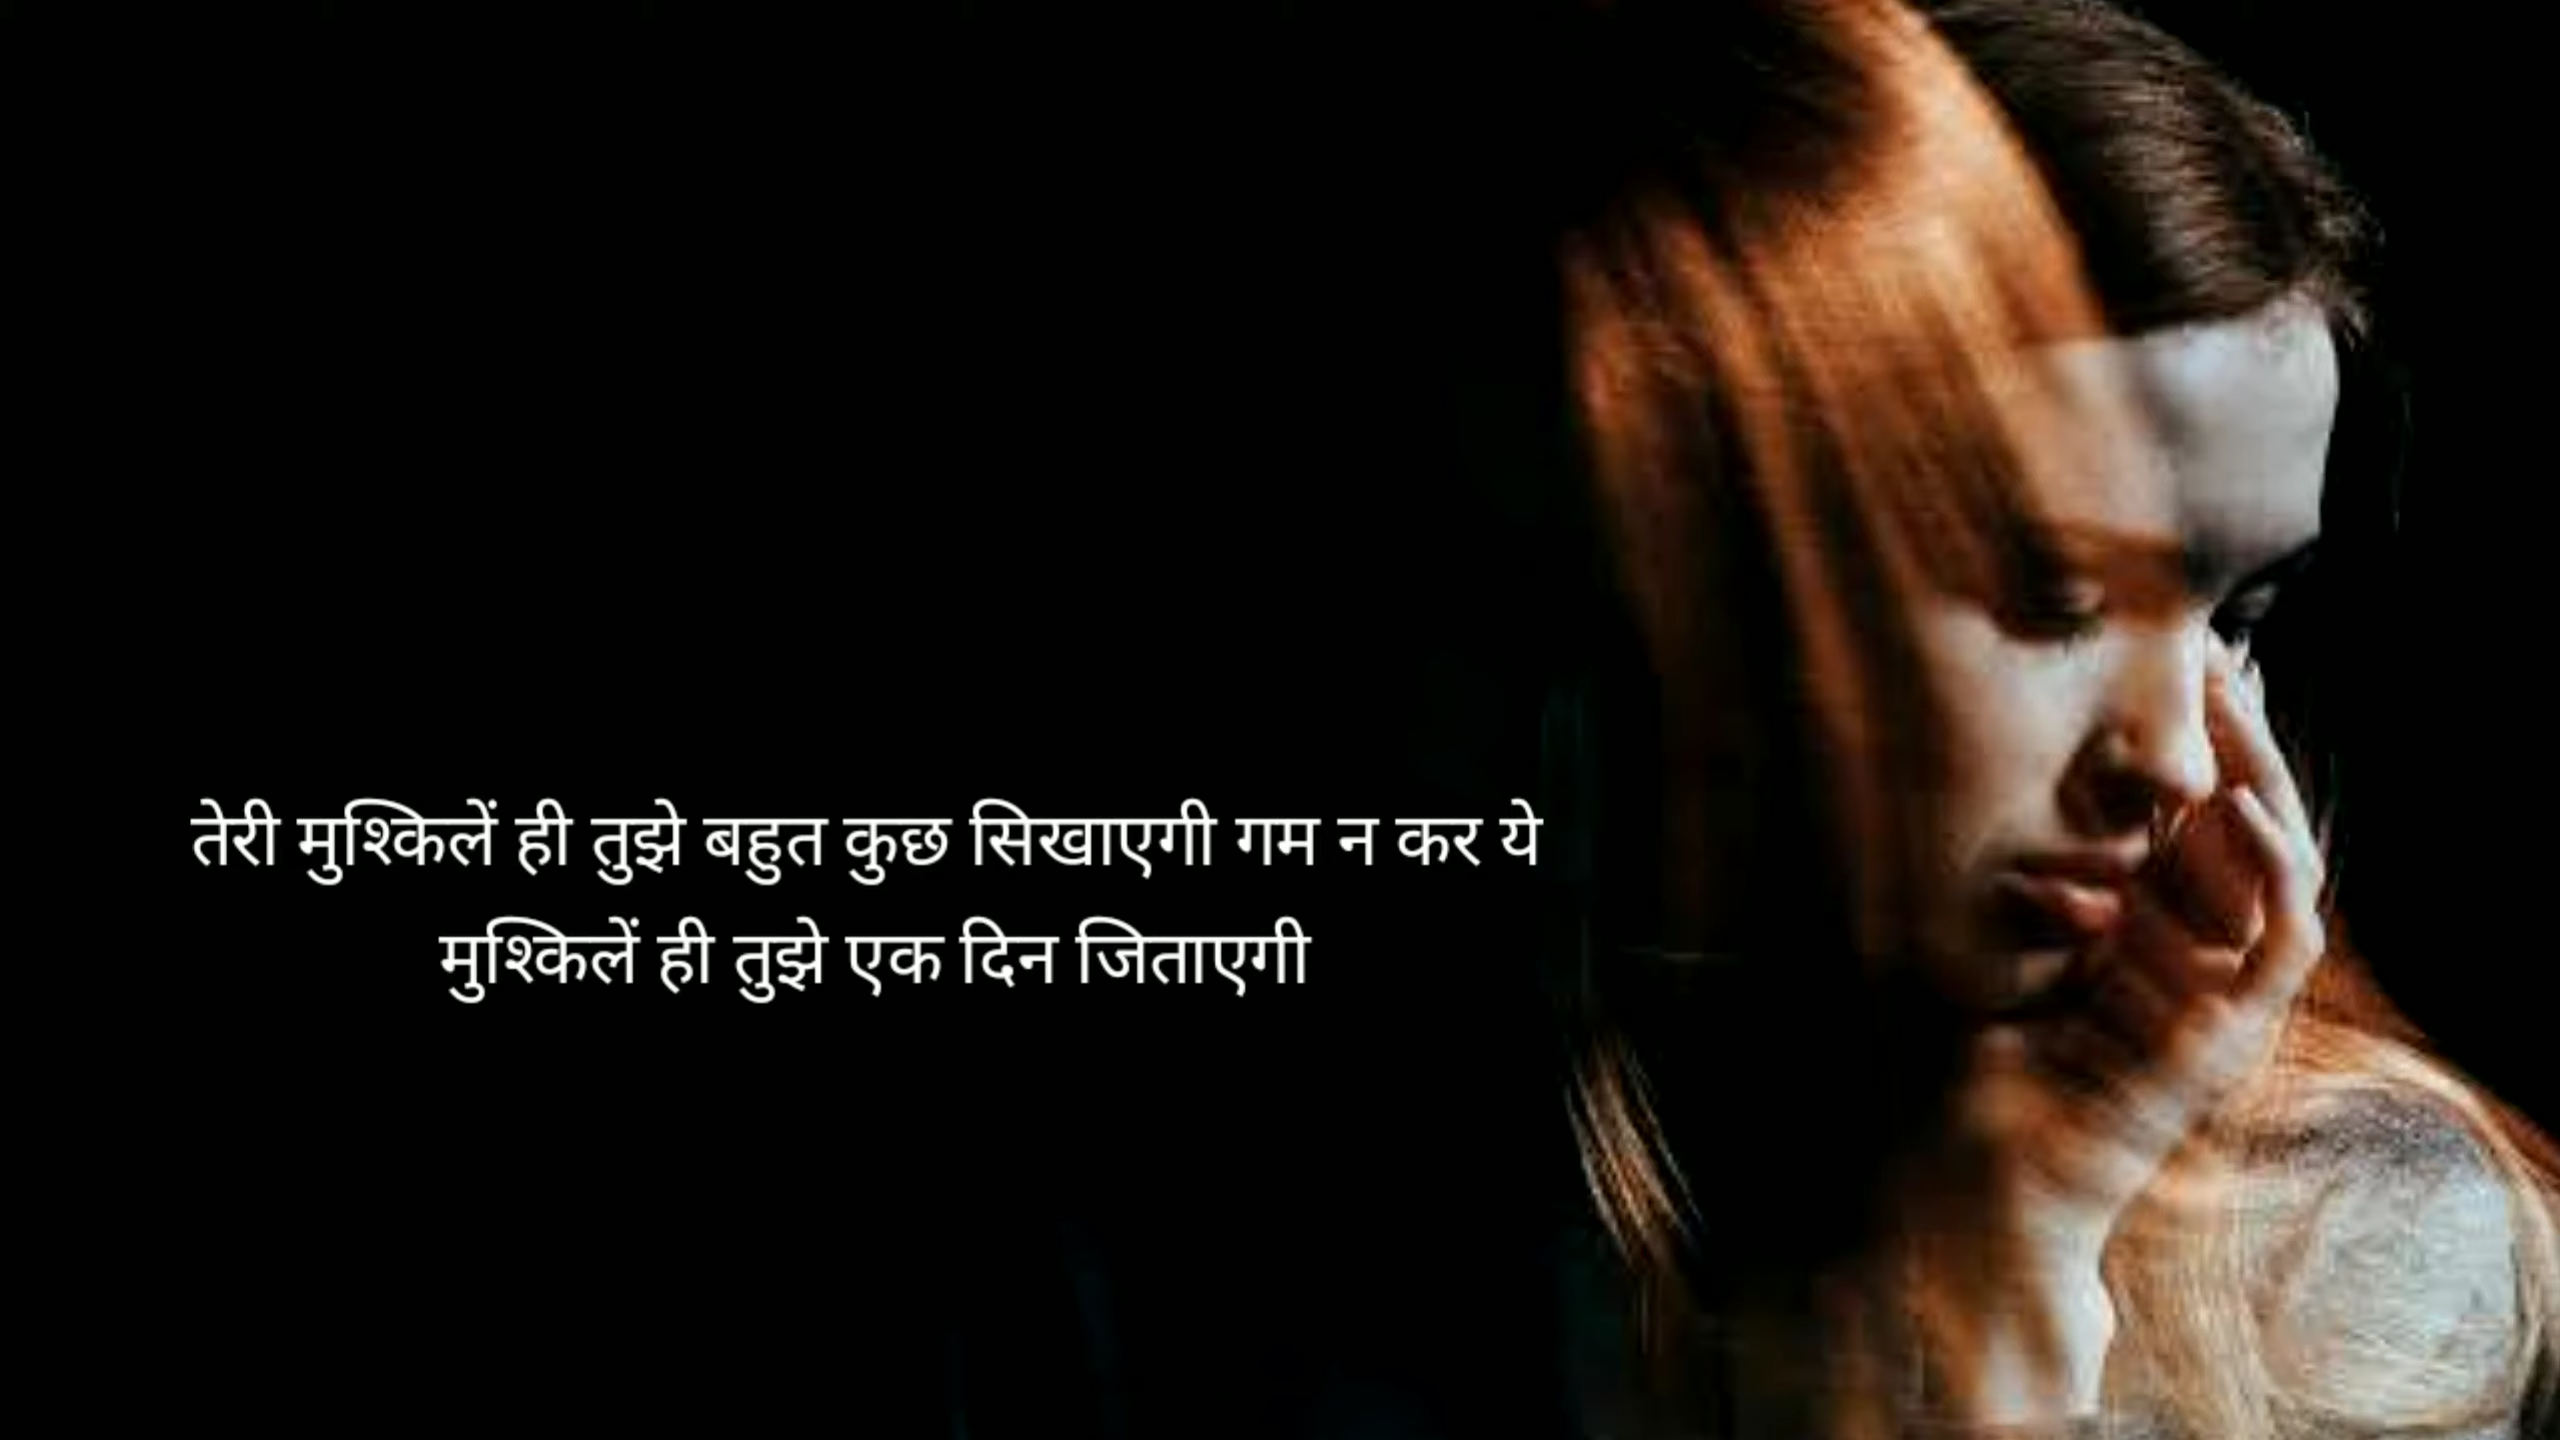 तेरी मुश्किलें ही तुझे बहुत कुछ सिखाएगी गम न कर ये
मुश्किलें ही तुझे एक दिन जिताएगी